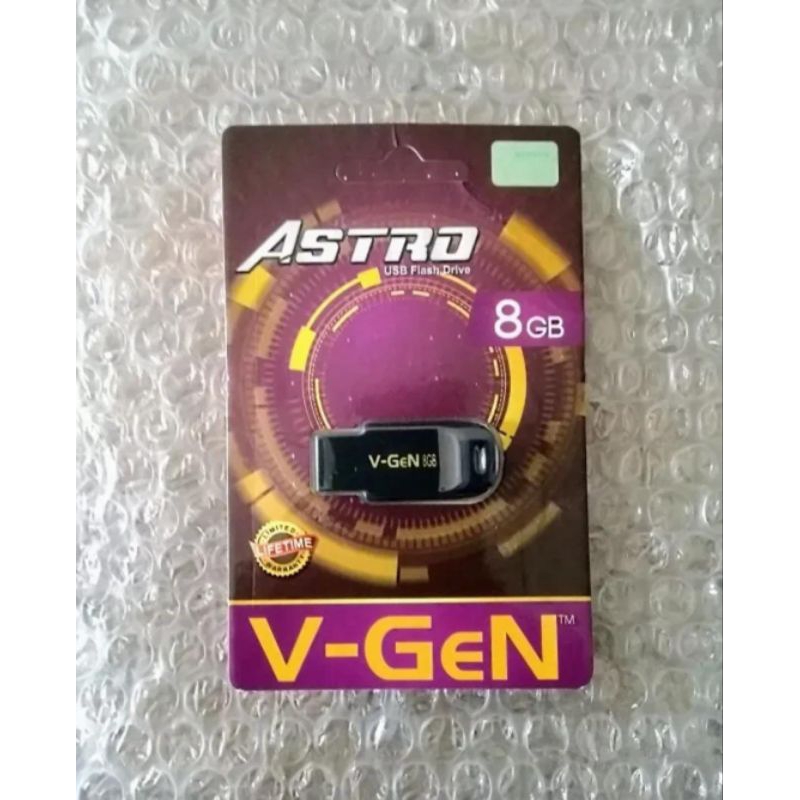 ASTRO
USB Flash Drive
8GB
V-GEN 8GB
LIMITED
LIFETIME
WARRANTY
V-GEN™